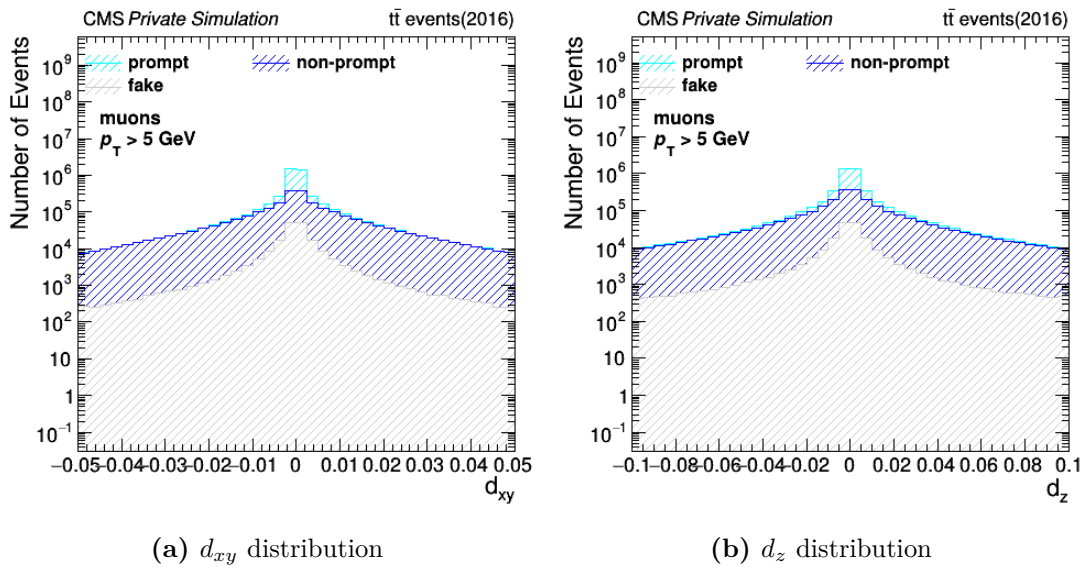 CMS Private Simulation tt̄ events(2016)
Number of Events
10⁹
10⁸
10⁷
10⁶
10⁵
10⁴
10³
10²
10
1
10⁻¹
prompt non-prompt
fake
muons
p_T > 5 GeV
−0.05 −0.04 −0.03 −0.02 −0.01 0 0.01 0.02 0.03 0.04 0.05
d_xy
(a) d_xy distribution
CMS Private Simulation tt̄ events(2016)
Number of Events
10⁹
10⁸
10⁷
10⁶
10⁵
10⁴
10³
10²
10
1
10⁻¹
prompt non-prompt
fake
muons
p_T > 5 GeV
−0.1 −0.08 −0.06 −0.04 −0.02 0 0.02 0.04 0.06 0.08 0.1
d_z
(b) d_z distribution